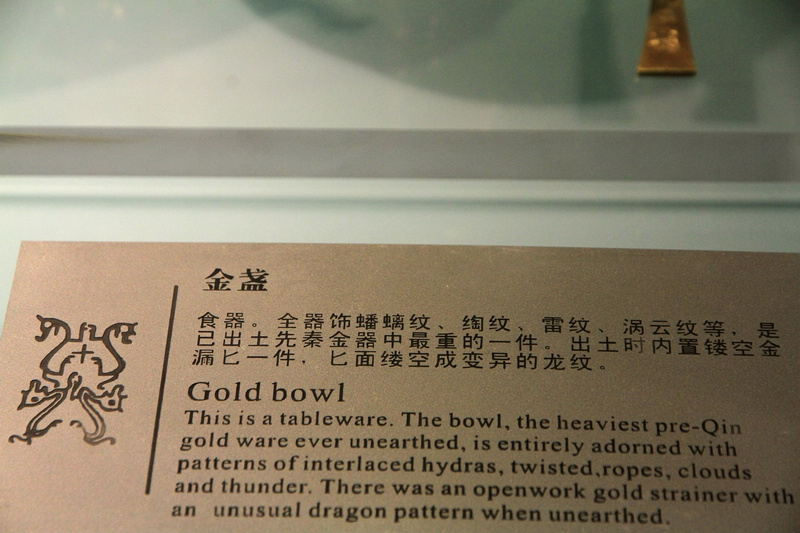 金盏
食器。全器饰蟠螭纹、绹纹、雷纹、涡云纹等，是
已出土先秦金器中最重的一件。出土时内置镂空金
漏匕一件，匕面缕空成变异的龙纹。
Gold bowl
This is a tableware. The bowl, the heaviest pre-Qin
gold ware ever unearthed, is entirely adorned with
patterns of interlaced hydras, twisted,ropes, clouds
and thunder. There was an openwork gold strainer with
an unusual dragon pattern when unearthed.